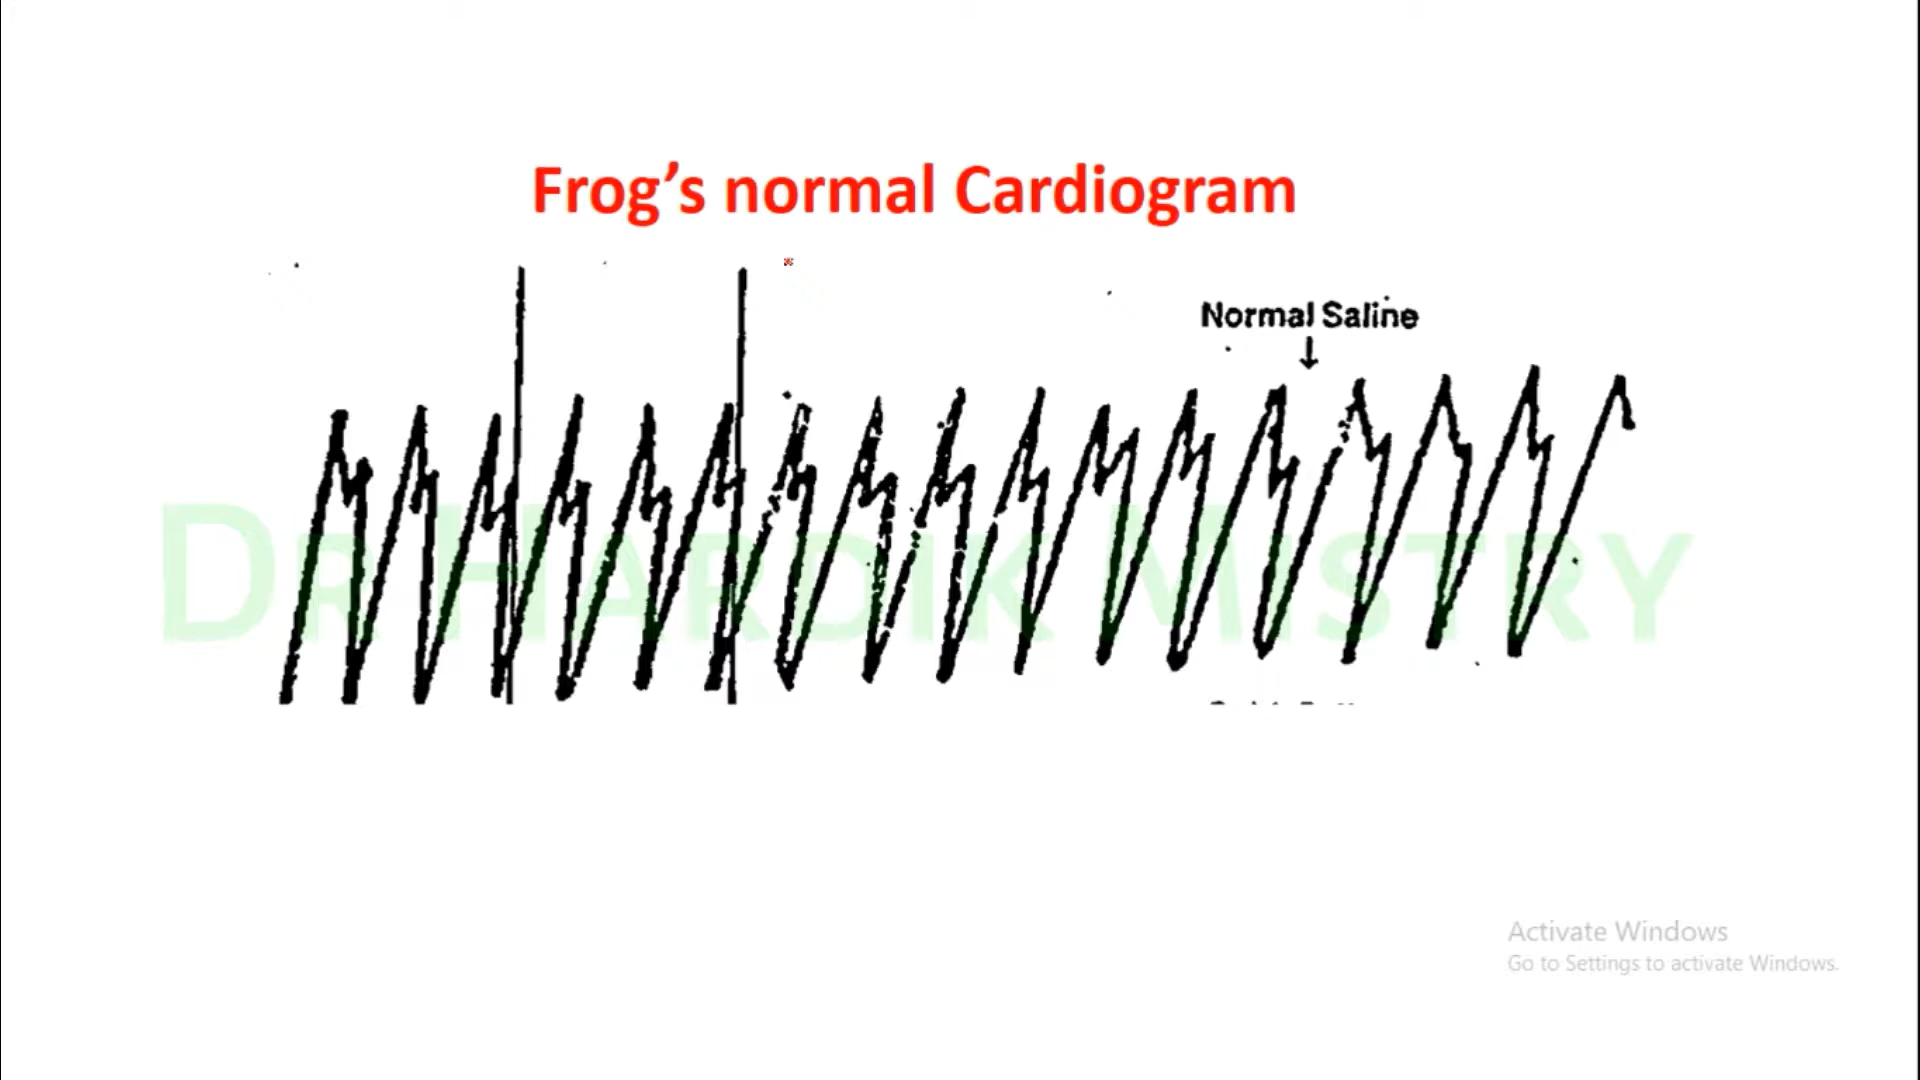 Frog’s normal Cardiogram
Normal Saline
↓
DR HARDIK MISTRY
Activate Windows
Go to Settings to activate Windows.